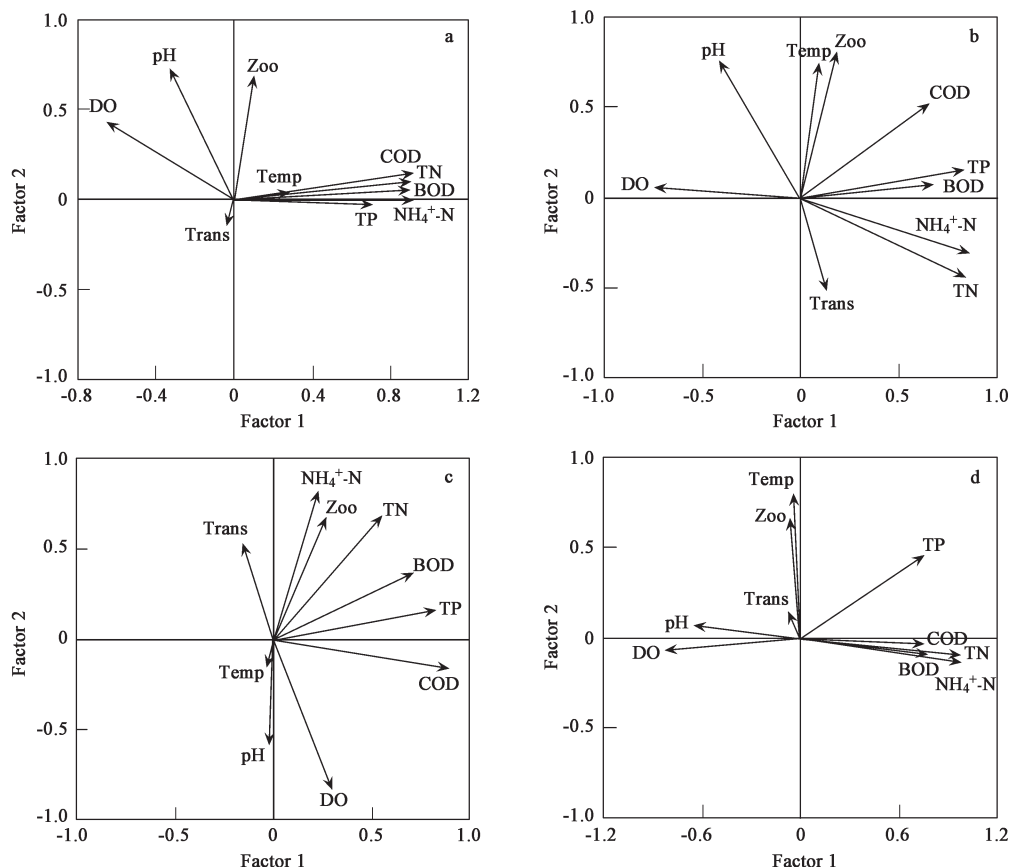 1.0
a
pH
Zoo
DO
0.5
COD
TN
Temp
BOD
0
Trans
TP
NH₄⁺-N
-0.5
-1.0
-0.8
-0.4
0
0.4
0.8
1.2
Factor 1
Factor 2
1.0
b
pH
Temp
Zoo
COD
0.5
TP
DO
BOD
0
NH₄⁺-N
TN
Trans
-0.5
-1.0
-1.0
-0.5
0
0.5
1.0
Factor 1
Factor 2
1.0
c
NH₄⁺-N
Zoo
TN
Trans
0.5
BOD
TP
0
Temp
COD
-0.5
pH
DO
-1.0
-1.0
-0.5
0
0.5
1.0
Factor 1
Factor 2
1.0
d
Temp
Zoo
0.5
TP
Trans
pH
COD
0
DO
TN
BOD
NH₄⁺-N
-0.5
-1.0
-1.2
-0.6
0
0.6
1.2
Factor 1
Factor 2